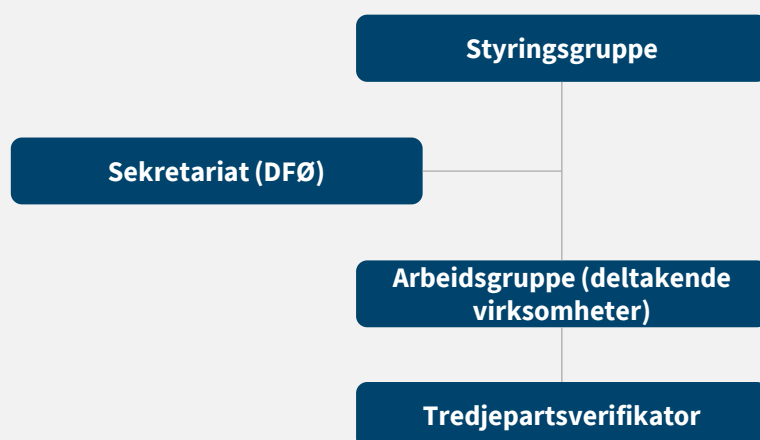 Styringsgruppe
Sekretariat (DFØ)
Arbeidsgruppe (deltakende
virksomheter)
Tredjepartsverifikator